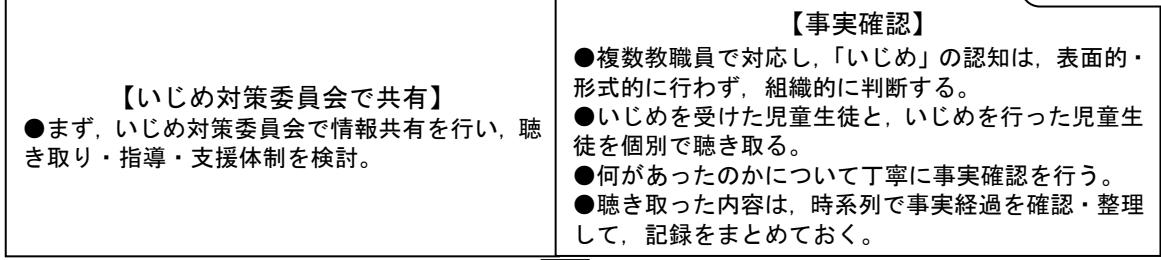 【いじめ対策委員会で共有】
●まず，いじめ対策委員会で情報共有を行い，聴
き取り・指導・支援体制を検討。
【事実確認】
●複数教職員で対応し，「いじめ」の認知は，表面的・
形式的に行わず，組織的に判断する。
●いじめを受けた児童生徒と，いじめを行った児童生
徒を個別で聴き取る。
●何があったのかについて丁寧に事実確認を行う。
●聴き取った内容は，時系列で事実経過を確認・整理
して，記録をまとめておく。